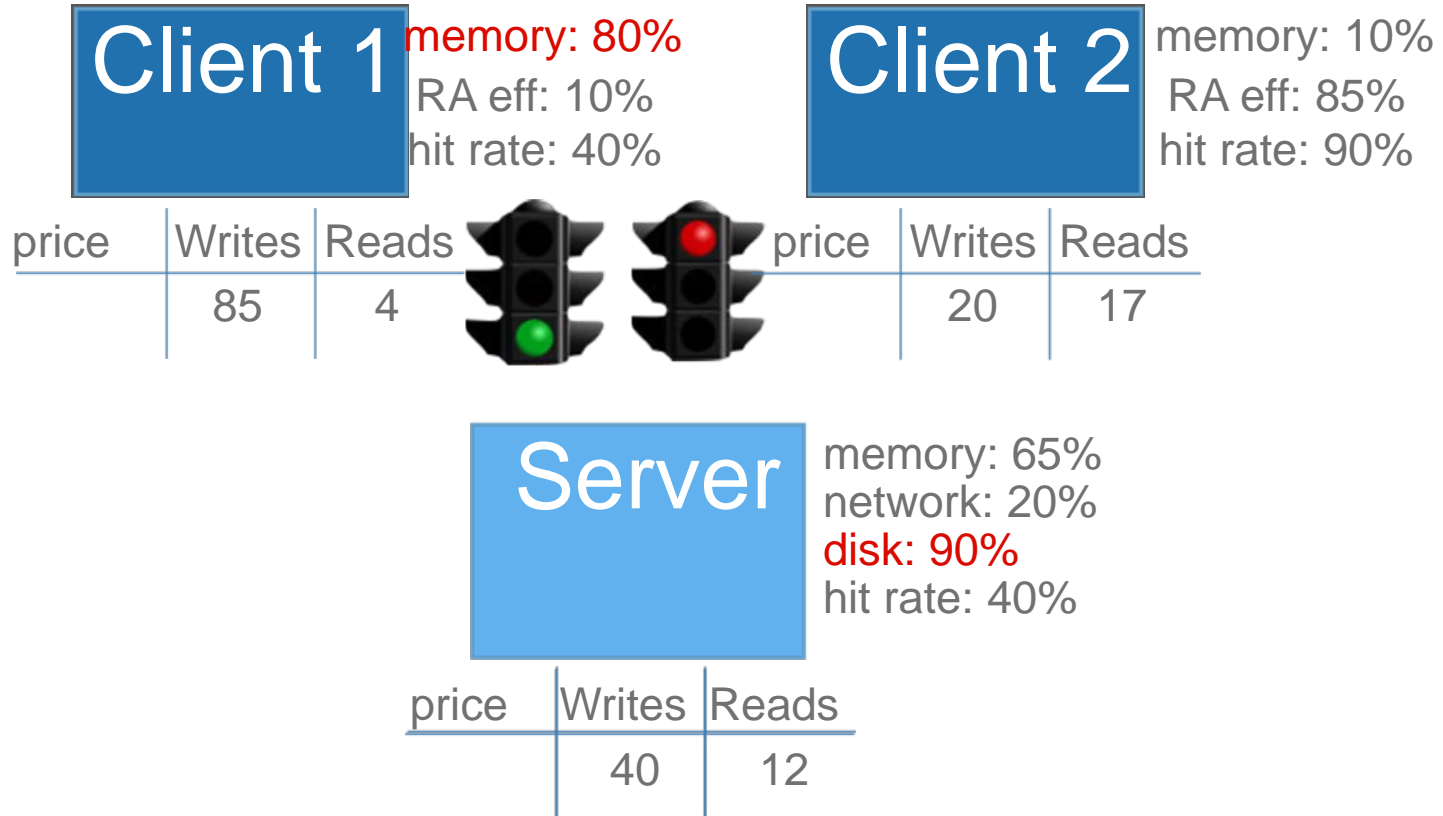 Client 1
memory: 80%
RA eff: 10%
hit rate: 40%
Client 2
memory: 10%
RA eff: 85%
hit rate: 90%
price Writes Reads
85 4
price Writes Reads
20 17
Server
memory: 65%
network: 20%
disk: 90%
hit rate: 40%
price Writes Reads
40 12